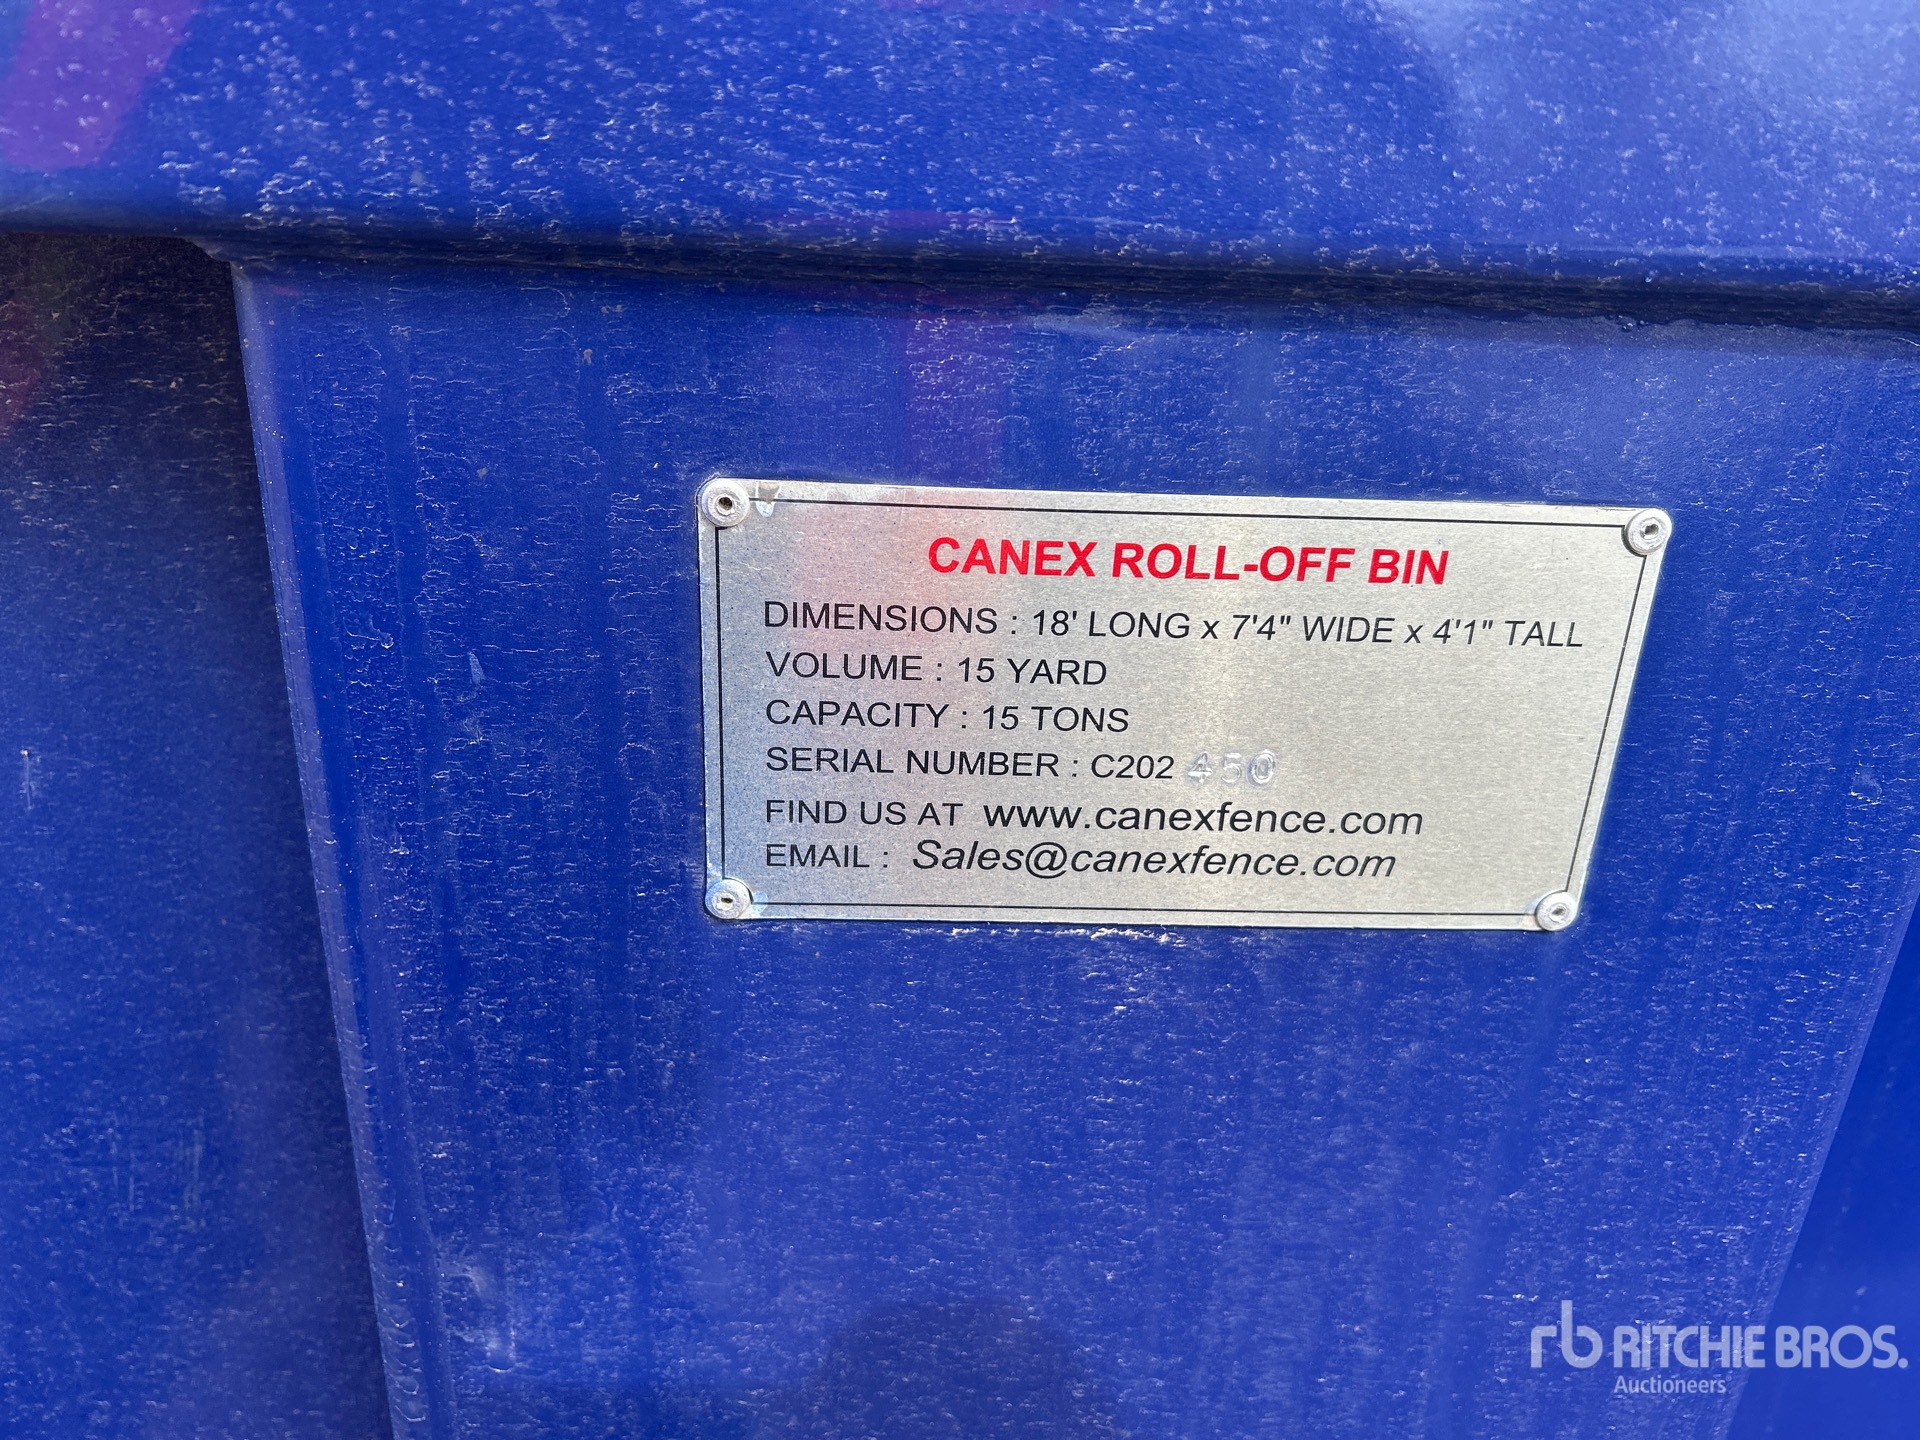 CANEX ROLL-OFF BIN
DIMENSIONS : 18' LONG x 7'4" WIDE x 4'1" TALL
VOLUME : 15 YARD
CAPACITY : 15 TONS
SERIAL NUMBER : C202 450
FIND US AT www.canexfence.com
EMAIL : Sales@canexfence.com
rb RITCHIE BROS.
Auctioneers